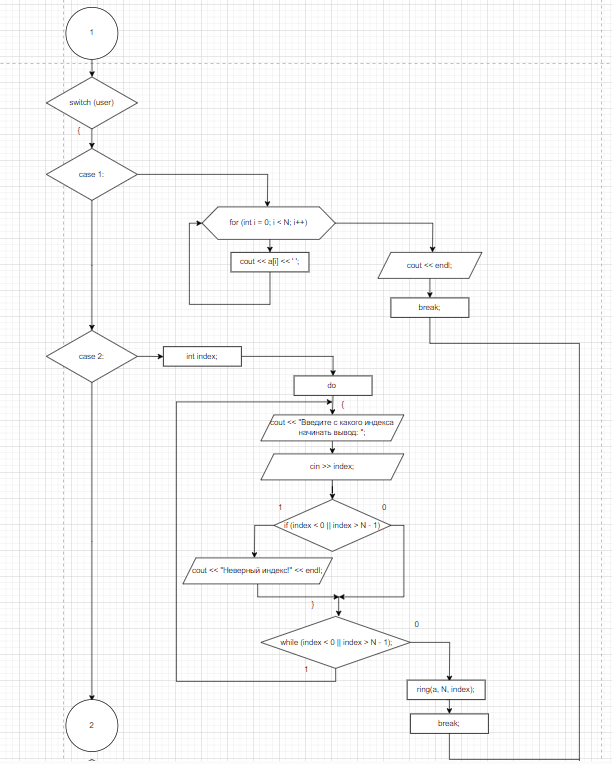 1
switch (user)
{
case 1:
for (int i = 0; i < N; i++)
cout << a[i] << ' ';
cout << endl;
break;
case 2:
int index;
do
{
cout << "Введите с какого индекса
начинать вывод: ";
cin >> index;
1
0
if (index < 0 || index > N - 1)
cout << "Неверный индекс!" << endl;
}
0
while (index < 0 || index > N - 1);
1
ring(a, N, index);
break;
2